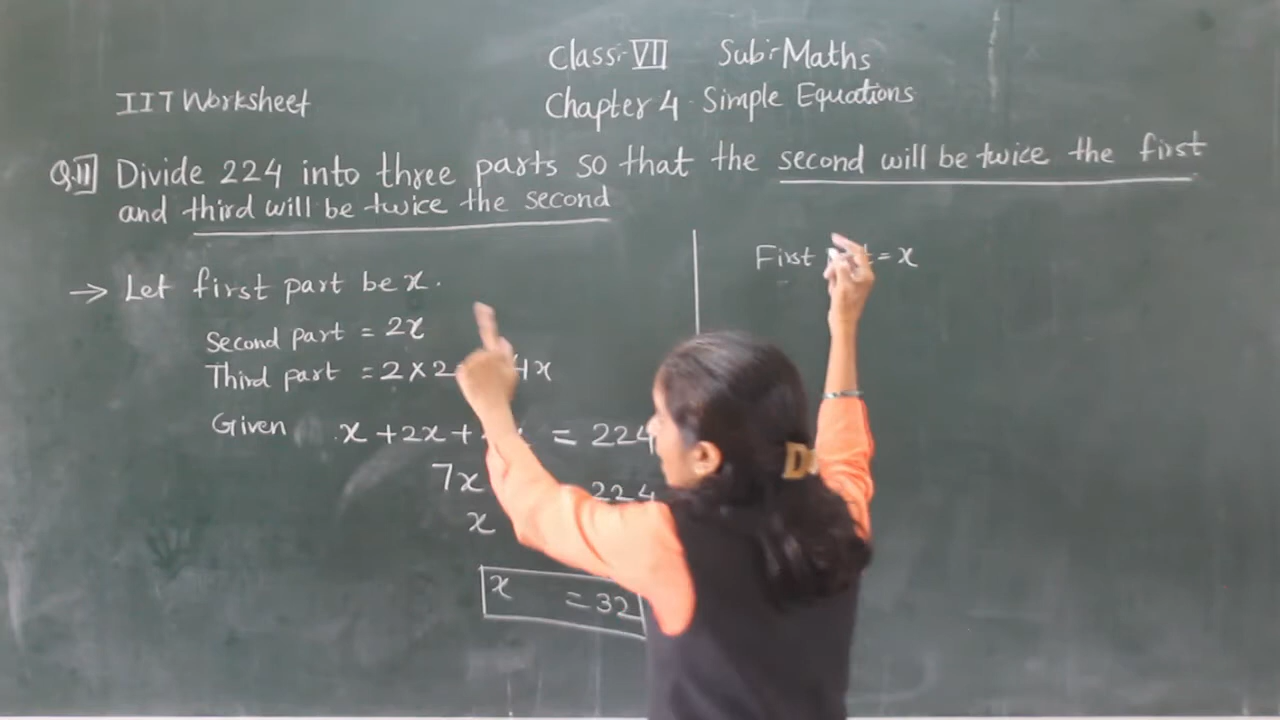 Class:- VII Sub:- Maths
IIT Worksheet
Chapter 4. Simple Equations
Q.11] Divide 224 into three parts so that the second will be twice the first
and third will be twice the second
→ Let first part be x.
Second part = 2x
Third part = 2×2 4x
Given x + 2x + = 224
7x 224
x
x = 32
First = x
D